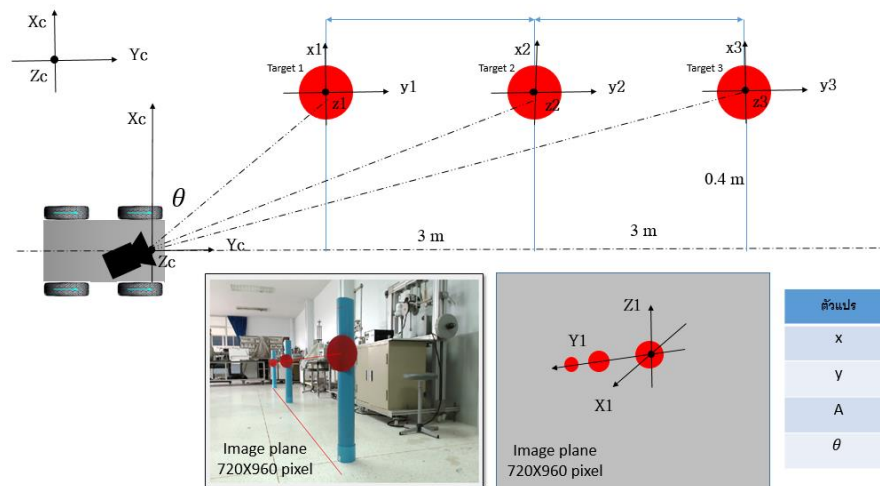 Xc
Yc
Zc
x1
Target 1
y1
z1
x2
Target 2
y2
z2
x3
Target 3
y3
z3
Xc
θ
0.4 m
3 m
3 m
Yc
Zc
Image plane
720X960 pixel
Z1
Y1
X1
Image plane
720X960 pixel
ตัวแปร
x
y
A
θ